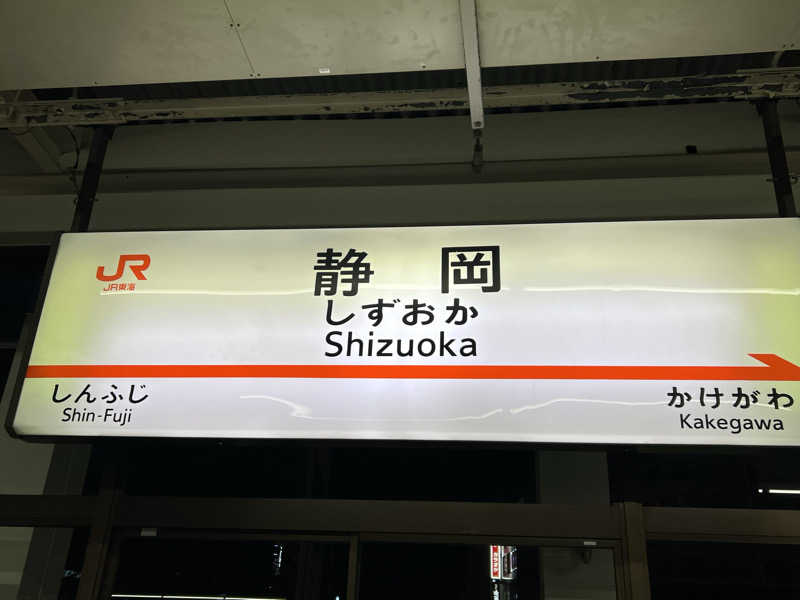 JR
JR東海
静岡
しずおか
Shizuoka
しんふじ
Shin-Fuji
かけがわ
Kakegawa